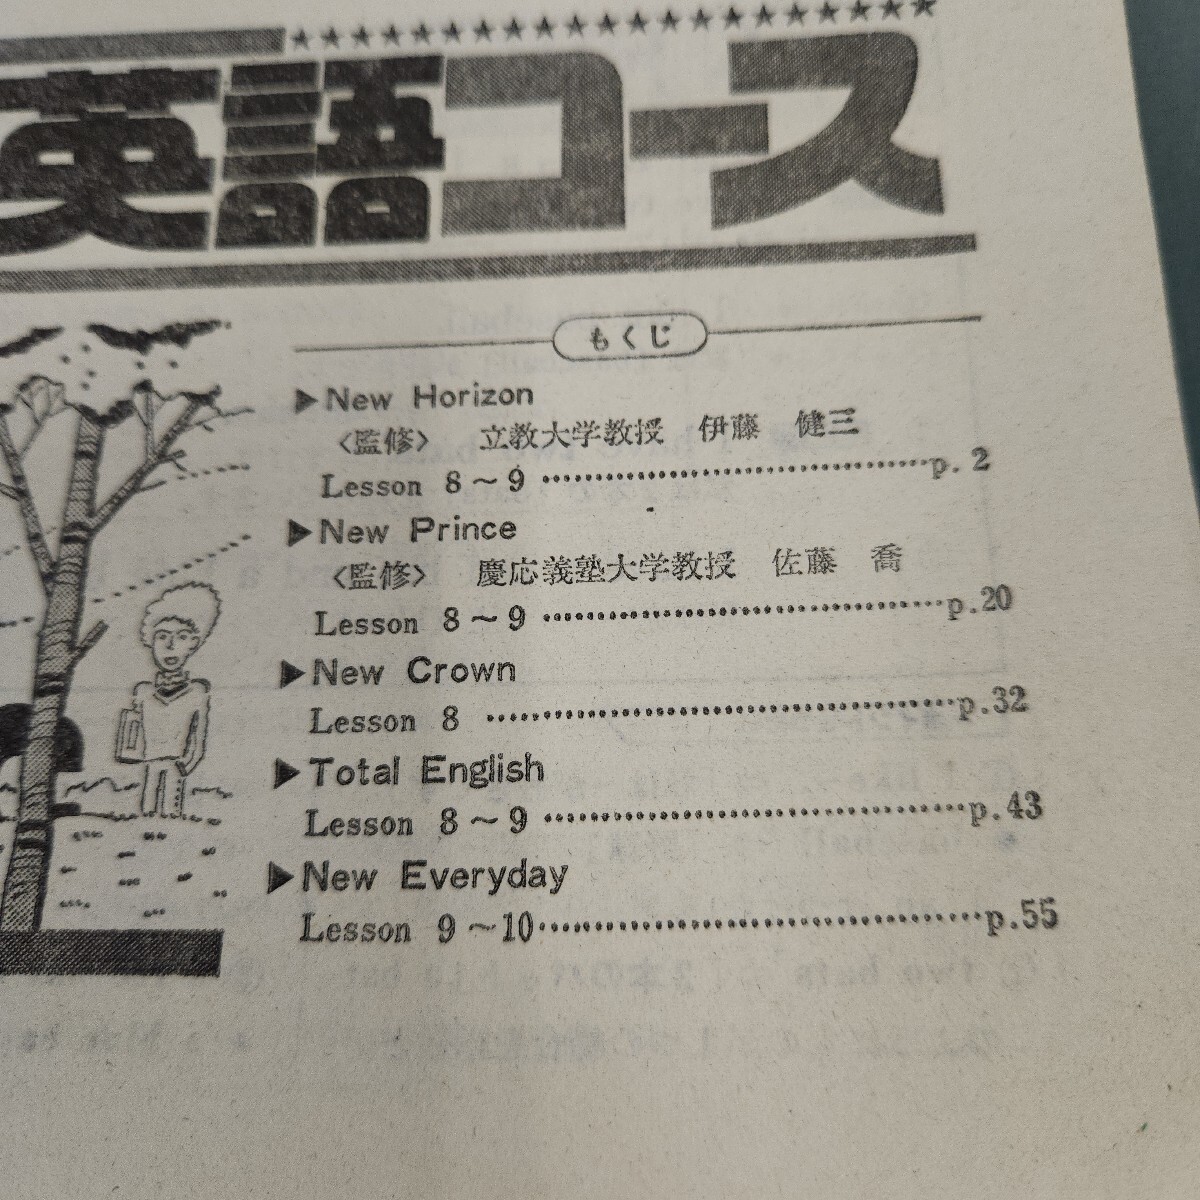 英語コース
もくじ
▶New Horizon
〈監修〉 立教大学教授 伊藤 健三
Lesson 8～9 ……………………………p. 2
▶New Prince
〈監修〉 慶応義塾大学教授 佐藤 喬
Lesson 8～9 ……………………………p.20
▶New Crown
Lesson 8 ……………………………p.32
▶Total English
Lesson 8～9 ……………………………p.43
▶New Everyday
Lesson 9～10……………………………p.55